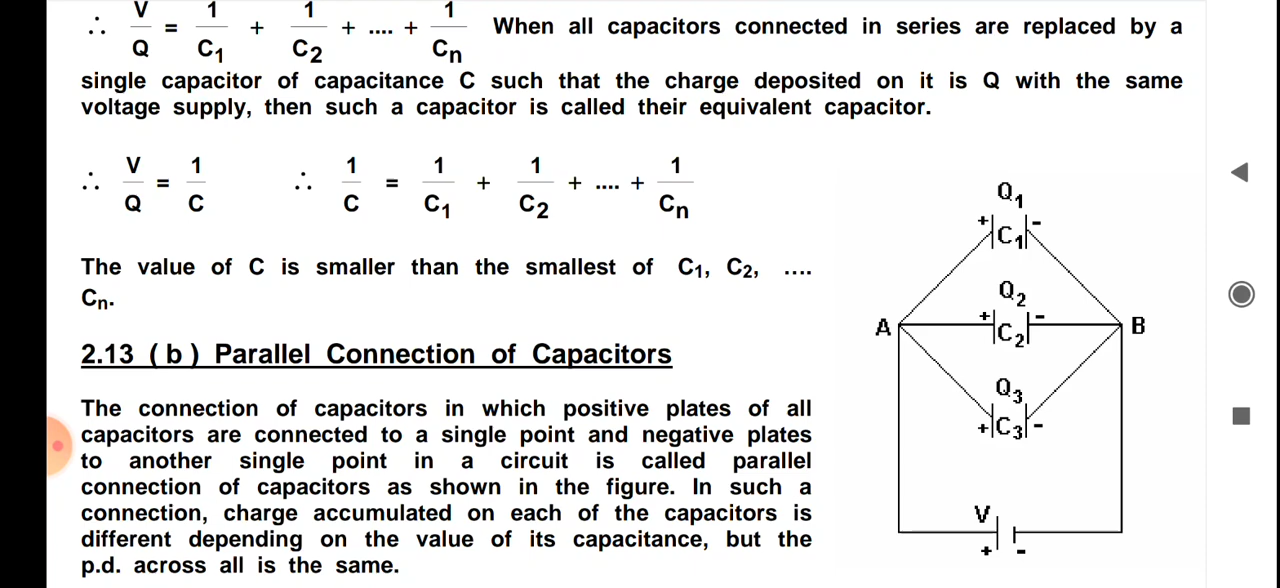 ∴ V/Q = 1/C₁ + 1/C₂ + .... + 1/Cₙ When all capacitors connected in series are replaced by a
single capacitor of capacitance C such that the charge deposited on it is Q with the same
voltage supply, then such a capacitor is called their equivalent capacitor.
∴ V/Q = 1/C ∴ 1/C = 1/C₁ + 1/C₂ + .... + 1/Cₙ
The value of C is smaller than the smallest of C₁, C₂, ....
Cₙ.
2.13 ( b ) Parallel Connection of Capacitors
The connection of capacitors in which positive plates of all
capacitors are connected to a single point and negative plates
to another single point in a circuit is called parallel
connection of capacitors as shown in the figure. In such a
connection, charge accumulated on each of the capacitors is
different depending on the value of its capacitance, but the
p.d. across all is the same.
Q₁
+ C₁ -
Q₂
A + C₂ - B
Q₃
+ C₃ -
V
+ -